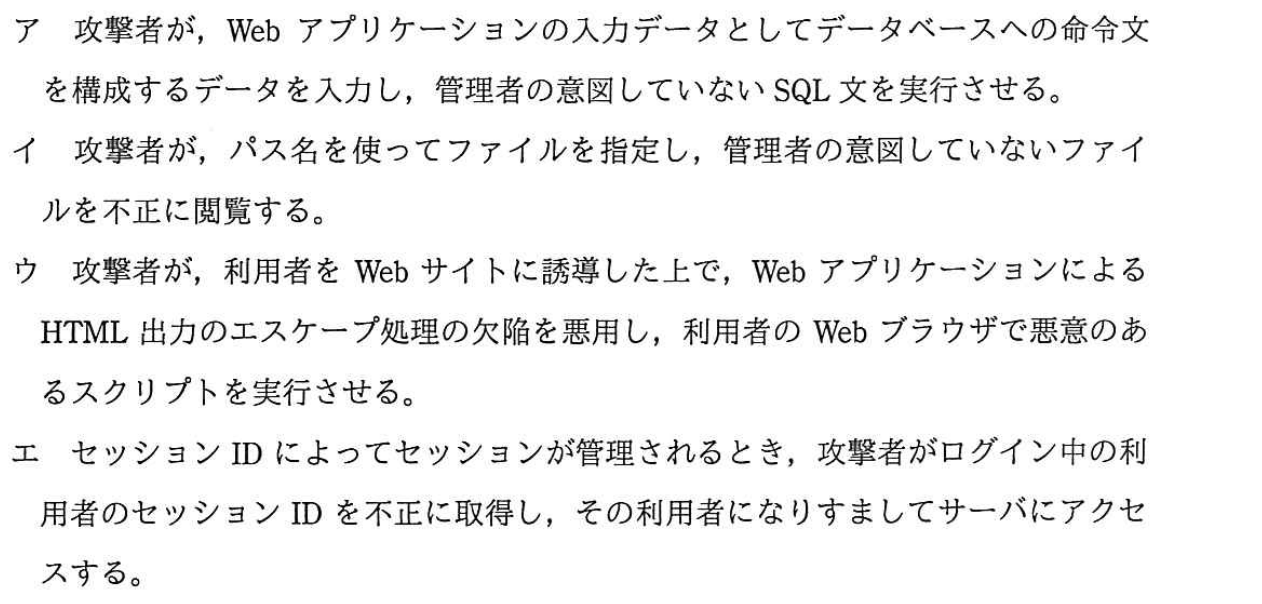 ア　攻撃者が，Web アプリケーションの入力データとしてデータベースへの命令文
を構成するデータを入力し，管理者の意図していない SQL 文を実行させる。
イ　攻撃者が，パス名を使ってファイルを指定し，管理者の意図していないファイ
ルを不正に閲覧する。
ウ　攻撃者が，利用者を Web サイトに誘導した上で，Web アプリケーションによる
HTML 出力のエスケープ処理の欠陥を悪用し，利用者の Web ブラウザで悪意のあ
るスクリプトを実行させる。
エ　セッション ID によってセッションが管理されるとき，攻撃者がログイン中の利
用者のセッション ID を不正に取得し，その利用者になりすましてサーバにアクセ
スする。